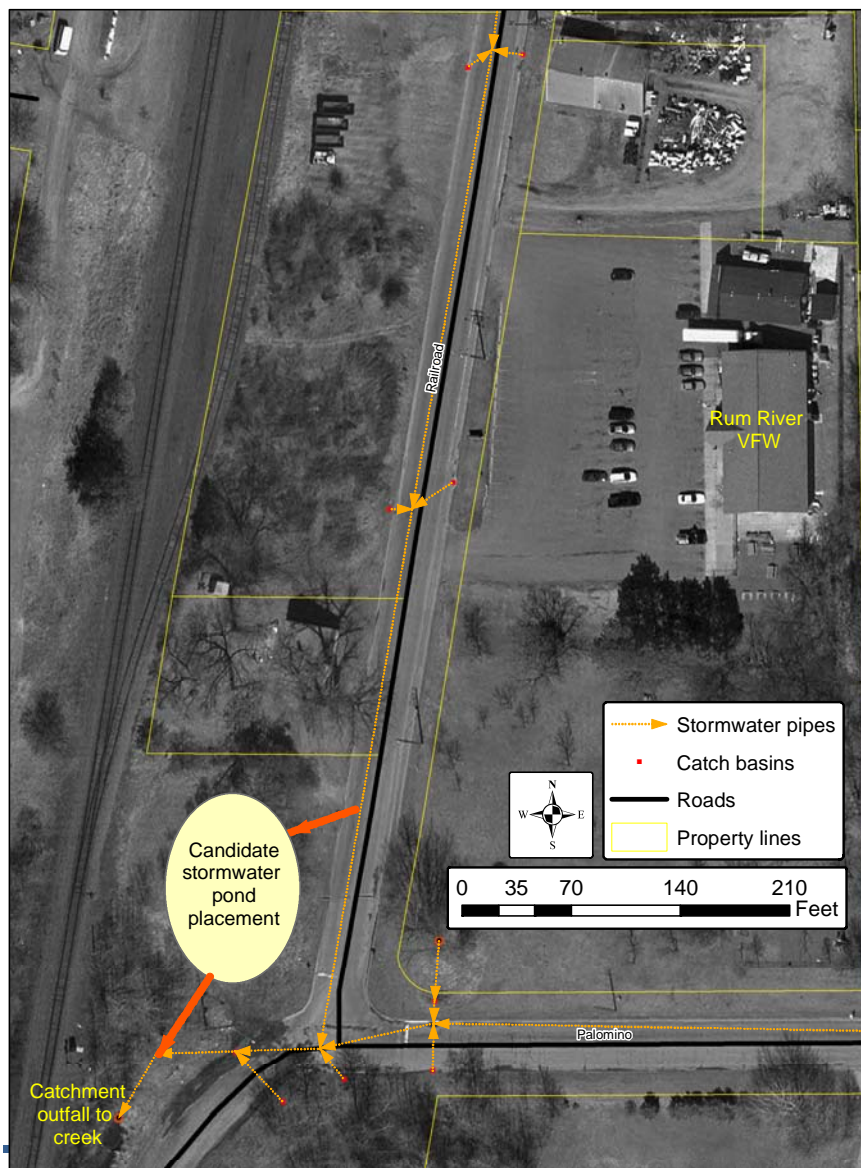 Railroad
Rum River
VFW
Stormwater pipes
Catch basins
Roads
Property lines
N
W
E
S
0 35 70 140 210
Feet
Candidate
stormwater
pond
placement
Palomino
Catchment
outfall to
creek